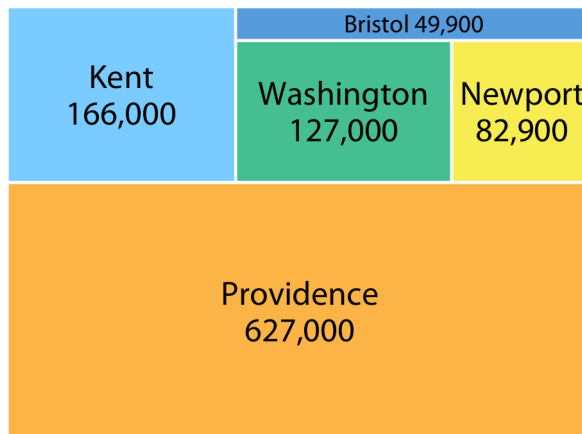 Kent
166,000
Bristol 49,900
Washington
127,000
Newport
82,900
Providence
627,000